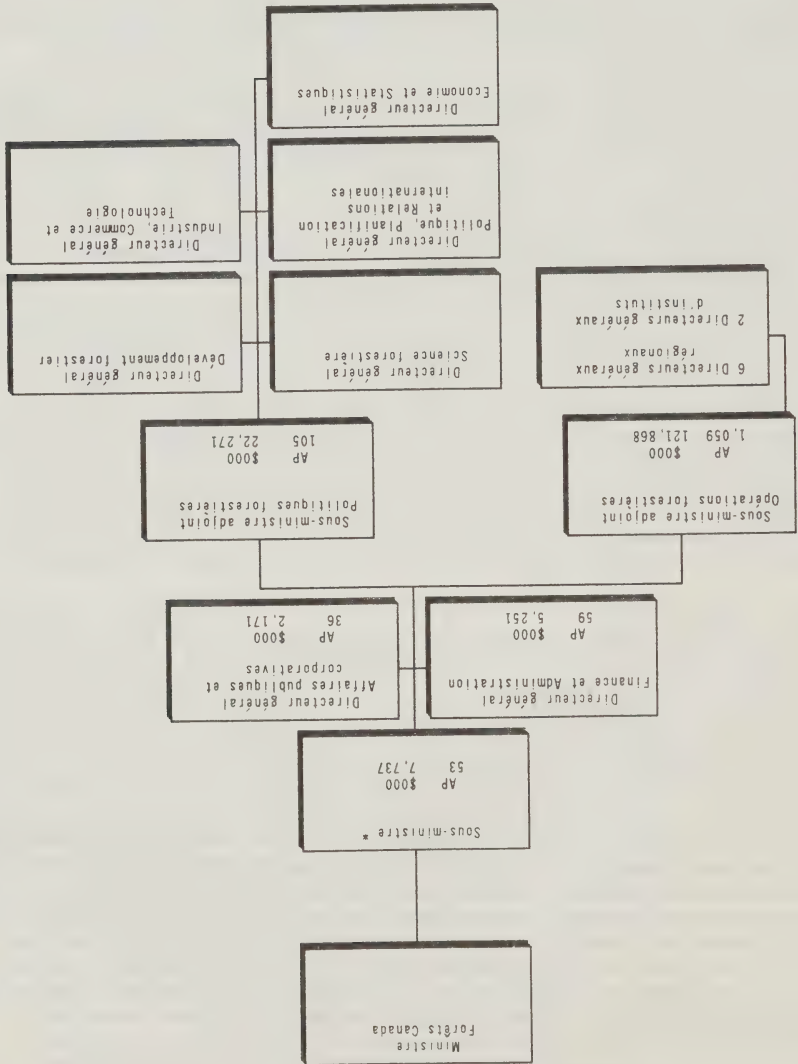 Ministre
Forêts Canada
Sous-ministre *
AP $000
53 7,737
Directeur général
Finance et Administration
AP $000
59 5,251
Directeur général
Affaires publiques et
corporatives
AP $000
36 2,171
Sous-ministre adjoint
Opérations forestières
AP $000
1,059 121,868
Sous-ministre adjoint
Politiques forestières
AP $000
105 22,271
6 Directeurs généraux
régionaux
2 Directeurs généraux
d'instituts
Directeur général
Science forestière
Directeur général
Développement forestier
Directeur général
Politique, Planification
et Relations
internationales
Directeur général
Industrie, Commerce et
Technologie
Directeur général
Economie et Statistiques